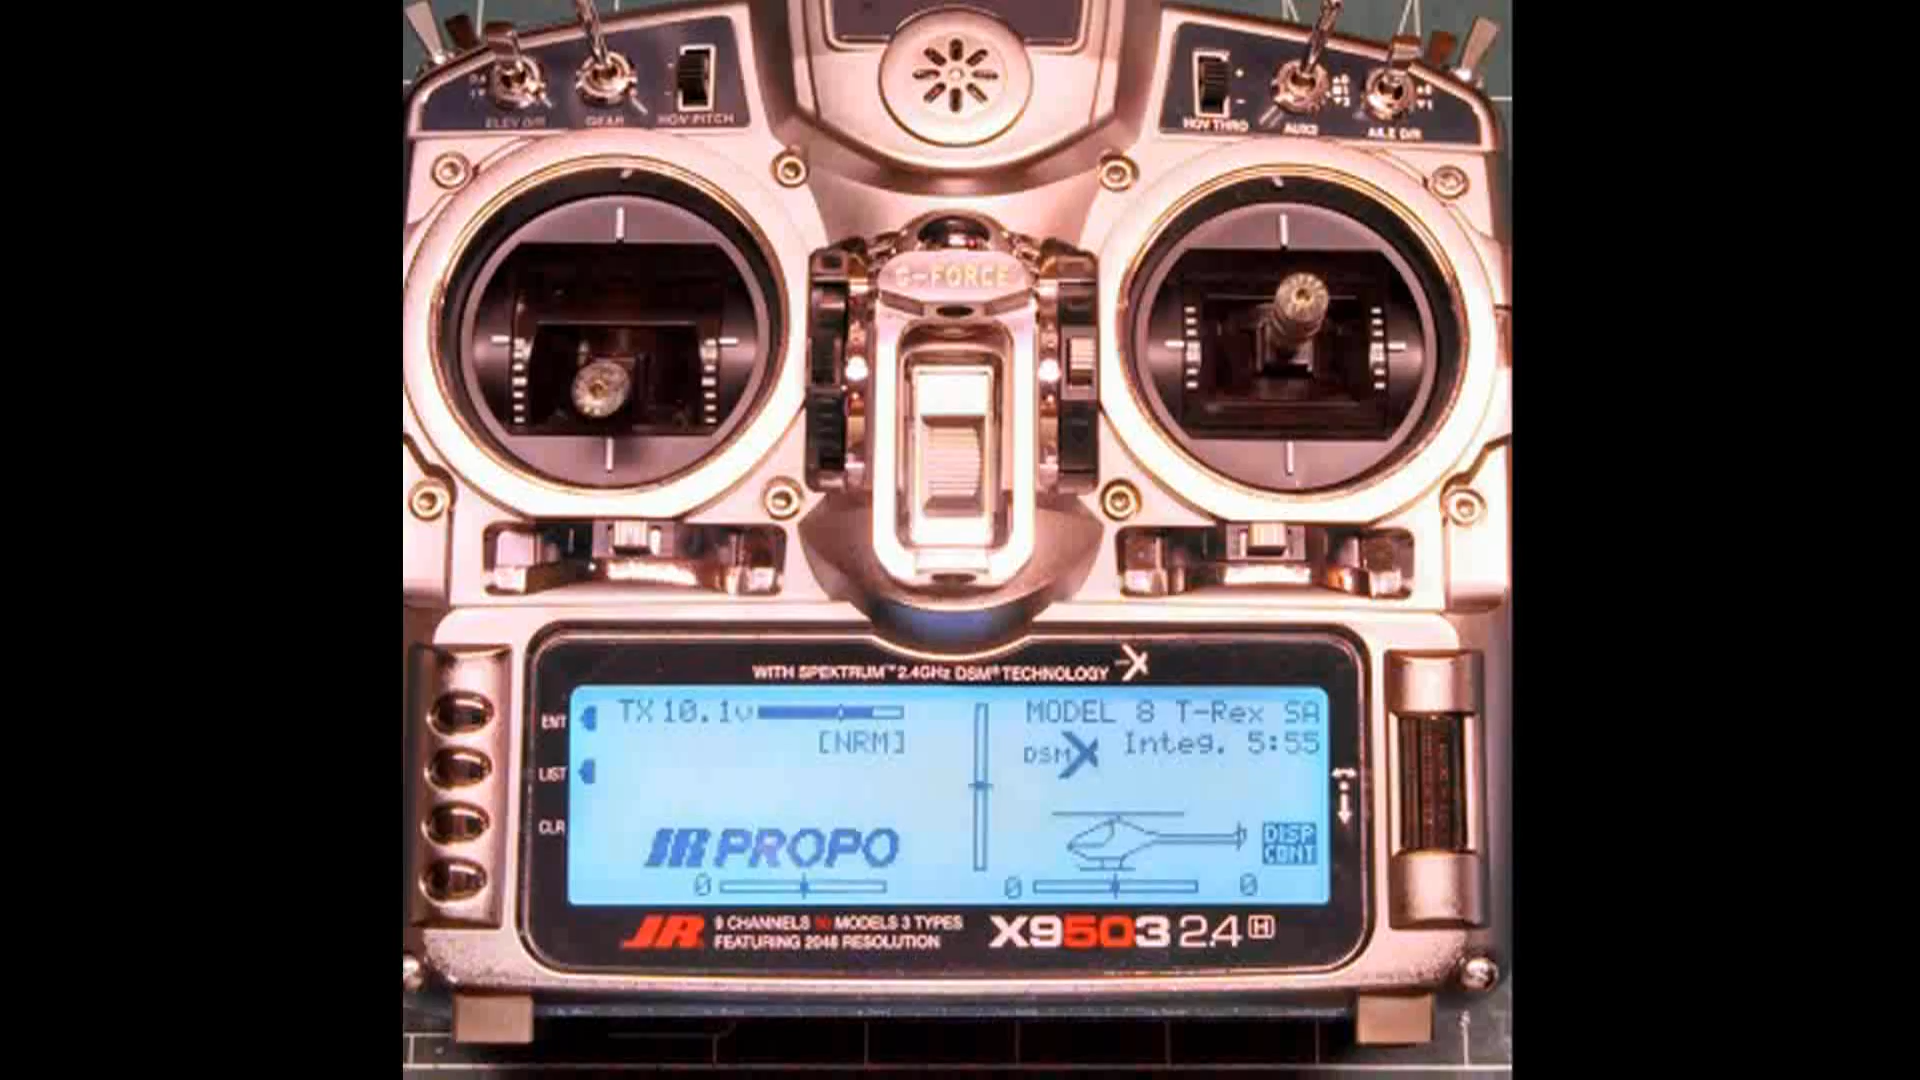 ELEV D/R
GEAR
HOV PITCH
HOV THRO
AUX3
AILE D/R
G-FORCE
WITH SPEKTRUM™ 2.4GHz DSM® TECHNOLOGY X
ENT
LIST
CLR
TX 10.1v
[NRM]
MODEL 8 T-Rex SA
DSMX Integ. 5:55
JR PROPO
DISP
CONT
0
0
0
JR 9 CHANNELS 50 MODELS 3 TYPES
FEATURING 2048 RESOLUTION
X9503 2.4 H